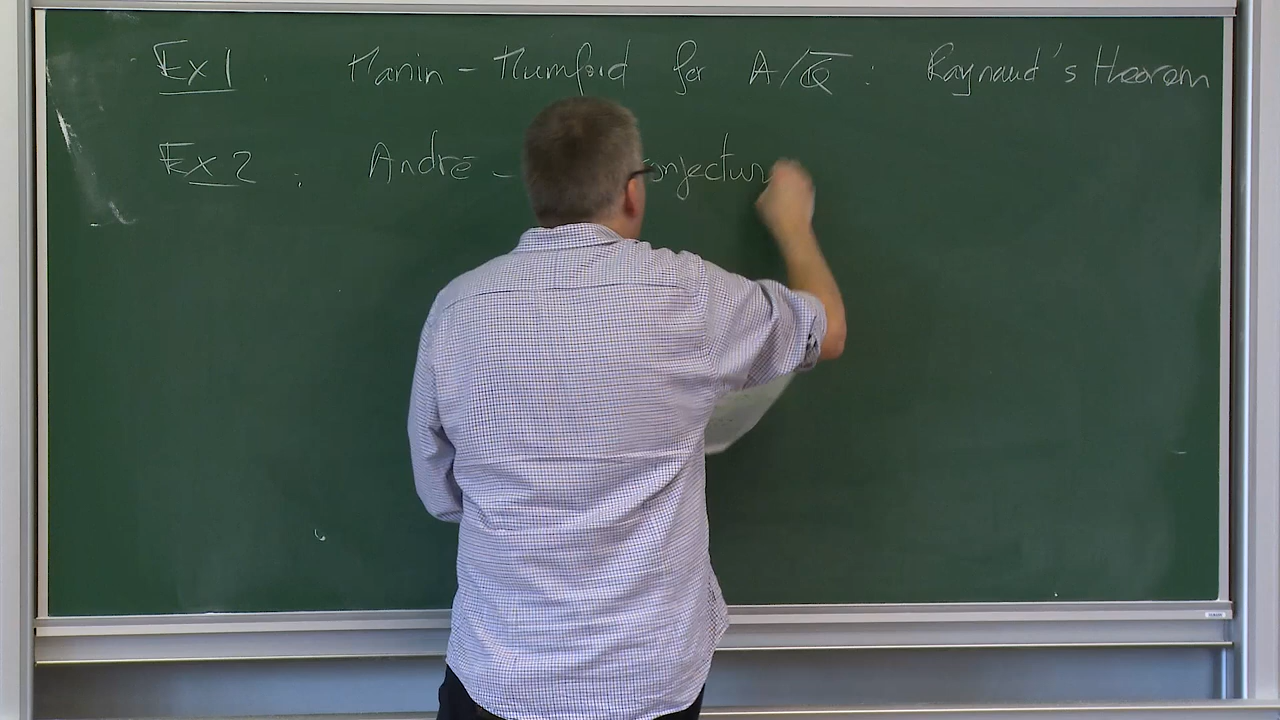 Ex 1 : Manin - Mumford for A/Q̅ : Raynaud's theorem
Ex 2 : André - onjectur